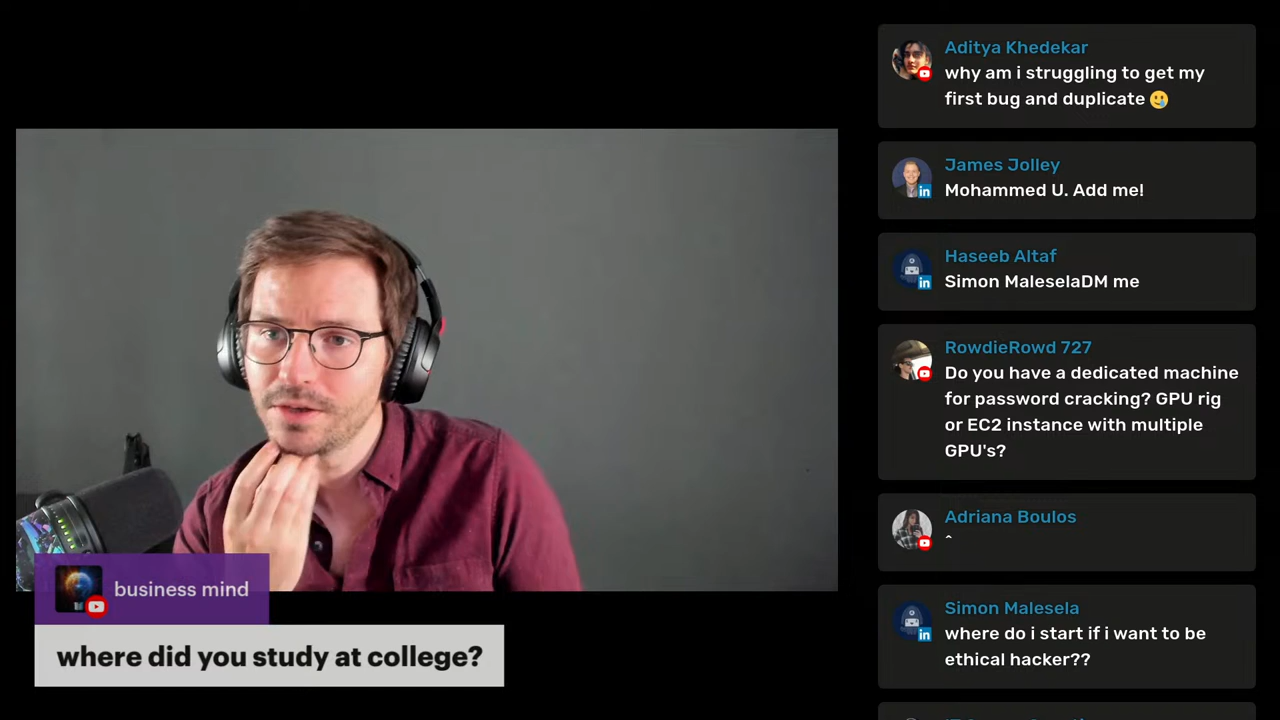 business mind
where did you study at college?
Aditya Khedekar
why am i struggling to get my
first bug and duplicate 🥲
James Jolley
Mohammed U. Add me!
Haseeb Altaf
Simon MaleselaDM me
RowdieRowd 727
Do you have a dedicated machine
for password cracking? GPU rig
or EC2 instance with multiple
GPU's?
Adriana Boulos
^
Simon Malesela
where do i start if i want to be
ethical hacker??